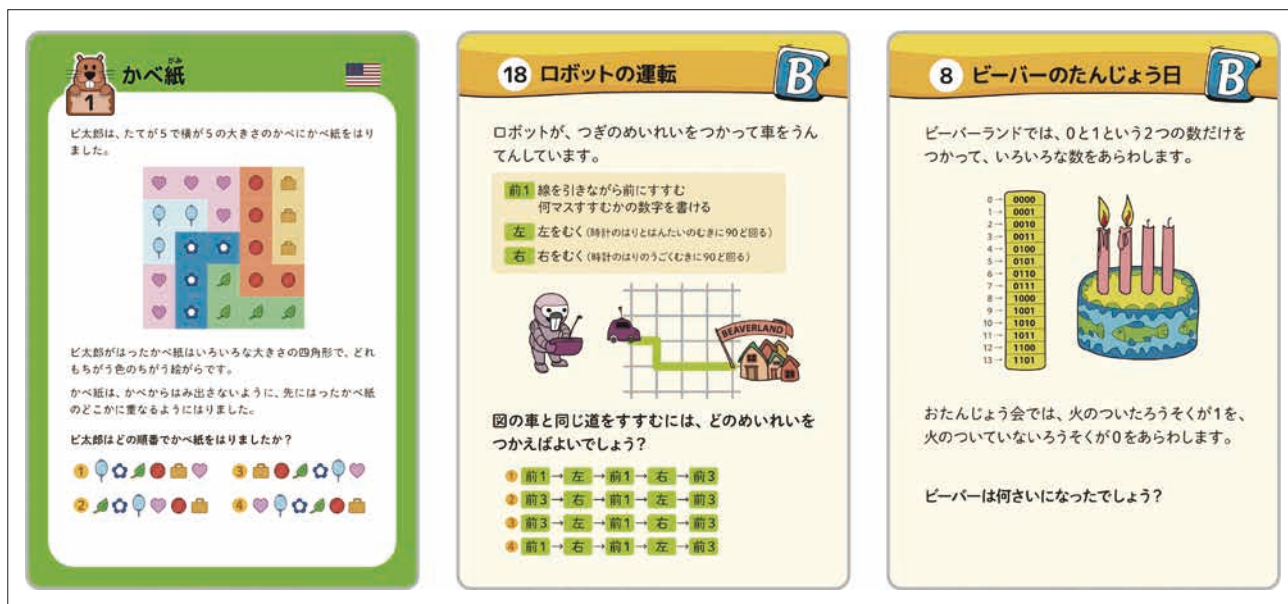 かべ紙
がみ
1
ビ太郎は、たてが5で横が5の大きさのかべにかべ紙をはり
ました。
ビ太郎がはったかべ紙はいろいろな大きさの四角形で、どれ
もちがう色のちがう絵がらです。
かべ紙は、かべからはみ出さないように、先にはったかべ紙
のどこかに重なるようにはりました。
ビ太郎はどの順番でかべ紙をはりましたか？
1
3
2
4
18 ロボットの運転
B
ロボットが、つぎのめいれいをつかって車をうん
てんしています。
前1 線を引きながら前にすすむ
何マスすすむかの数字を書ける
左 左をむく(時計のはりとはんたいのむきに90ど回る)
右 右をむく(時計のはりのうごくむきに90ど回る)
BEAVERLAND
図の車と同じ道をすすむには、どのめいれいを
つかえばよいでしょう？
1 前1→左→前1→右→前3
2 前3→右→前1→左→前3
3 前3→左→前1→右→前3
4 前1→右→前1→左→前3
8 ビーバーのたんじょう日
B
ビーバーランドでは、0と1という2つの数だけを
つかって、いろいろな数をあらわします。
0→ 0000
1→ 0001
2→ 0010
3→ 0011
4→ 0100
5→ 0101
6→ 0110
7→ 0111
8→ 1000
9→ 1001
10→ 1010
11→ 1011
12→ 1100
13→ 1101
おたんじょう会では、火のついたろうそくが1を、
火のついていないろうそくが0をあらわします。
ビーバーは何さいになったでしょう？